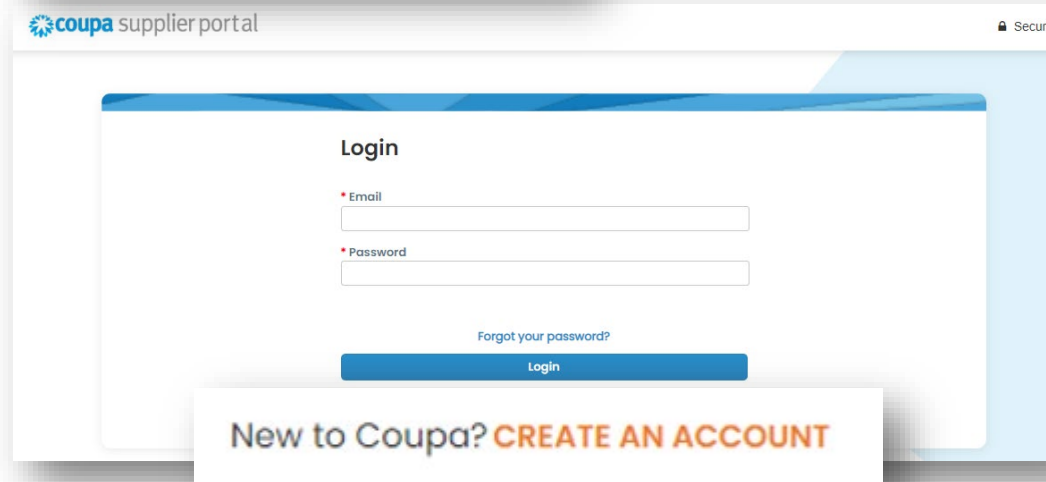 coupa supplier portal
Secur
Login
* Email
* Password
Forgot your password?
Login
New to Coupa? CREATE AN ACCOUNT